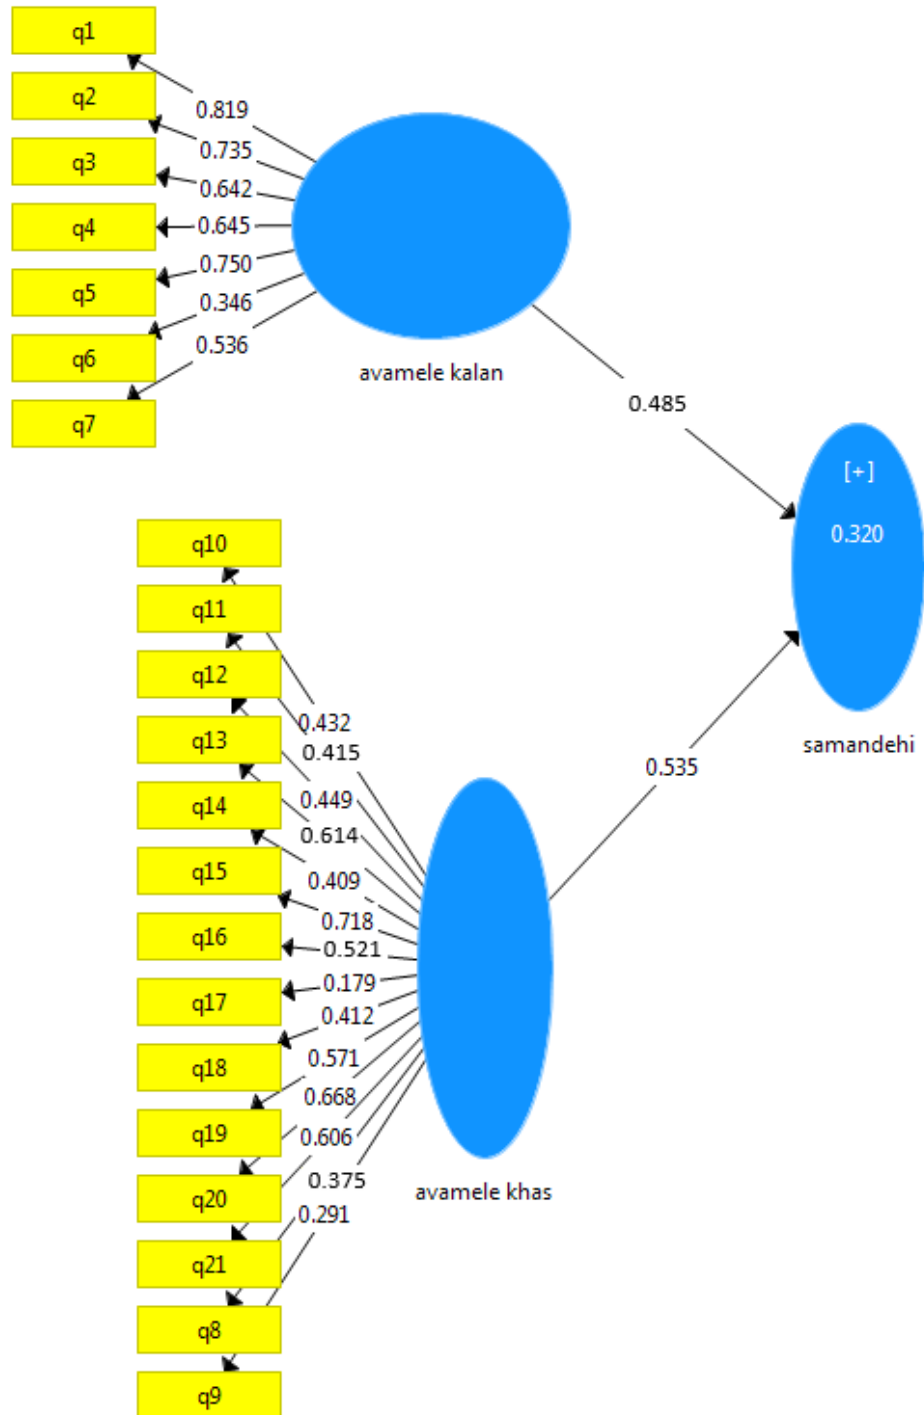 q1
q2
q3
q4
q5
q6
q7
0.819
0.735
0.642
0.645
0.750
0.346
0.536
avamele kalan
0.485
[+]
0.320
samandehi
0.535
q10
q11
q12
q13
q14
q15
q16
q17
q18
q19
q20
q21
q8
q9
0.432
0.415
0.449
0.614
0.409
0.718
0.521
0.179
0.412
0.571
0.668
0.606
0.375
0.291
avamele khas